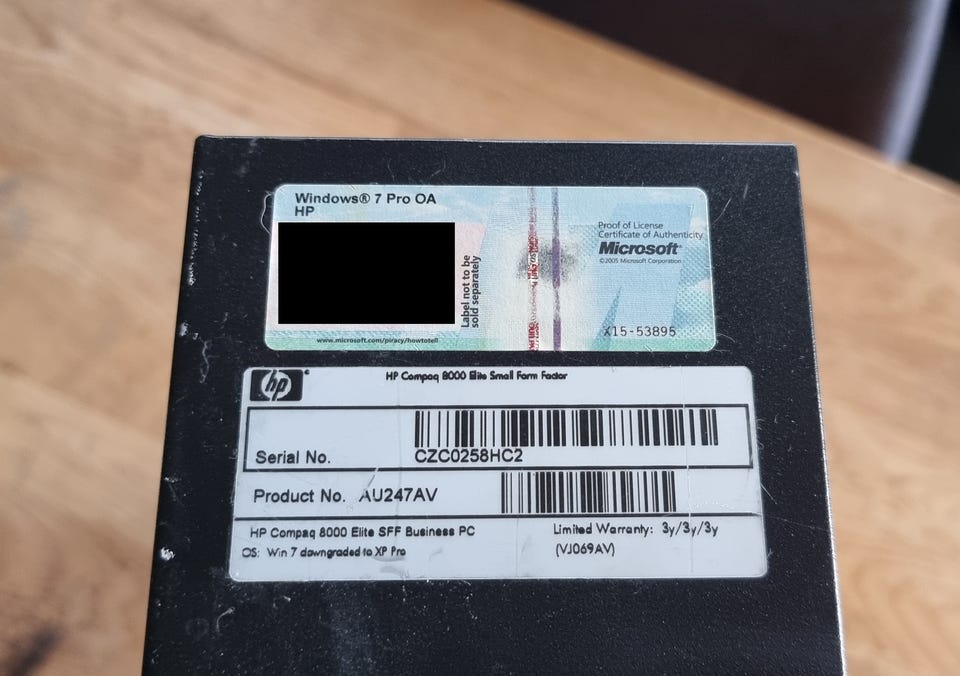 Windows® 7 Pro OA
HP
Label not to be
sold separately
Proof of License
Certificate of Authenticity
Microsoft®
©2005 Microsoft Corporation
X15-53895
www.microsoft.com/piracy/howtotell
hp
HP Compaq 8000 Elite Small Form Factor
Serial No. CZC0258HC2
Product No. AU247AV
HP Compaq 8000 Elite SFF Business PC
Limited Warranty: 3y/3y/3y
OS: Win 7 downgraded to XP Pro
(VJ069AV)